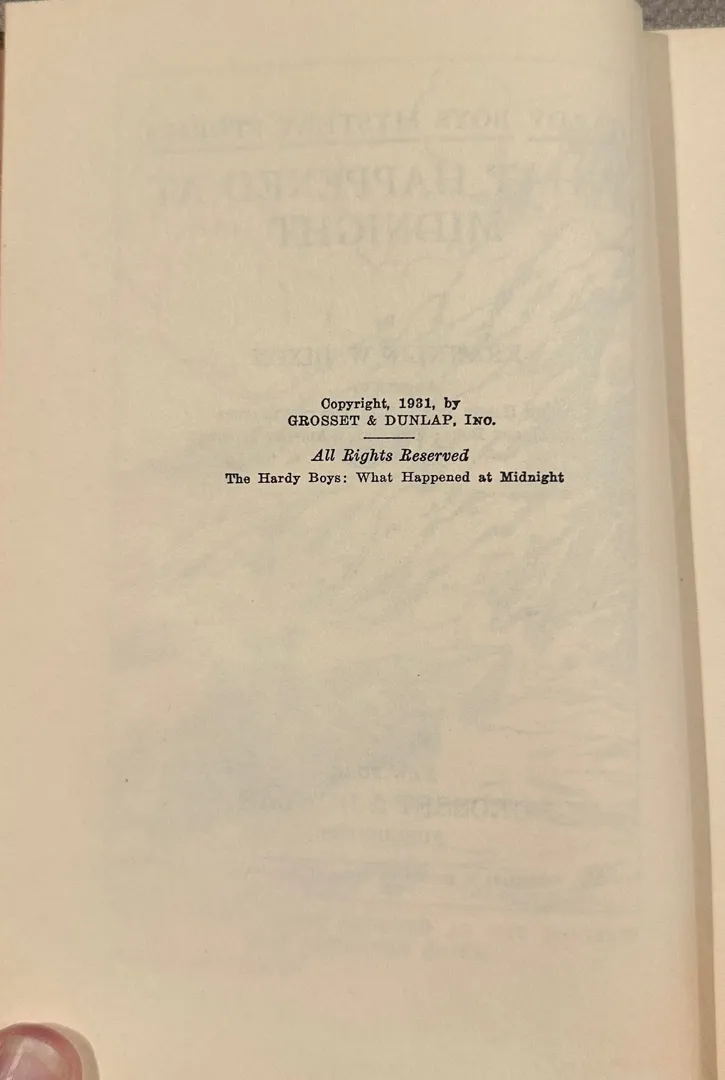 Copyright, 1931, by
GROSSET & DUNLAP, Inc.
All Rights Reserved
The Hardy Boys: What Happened at Midnight